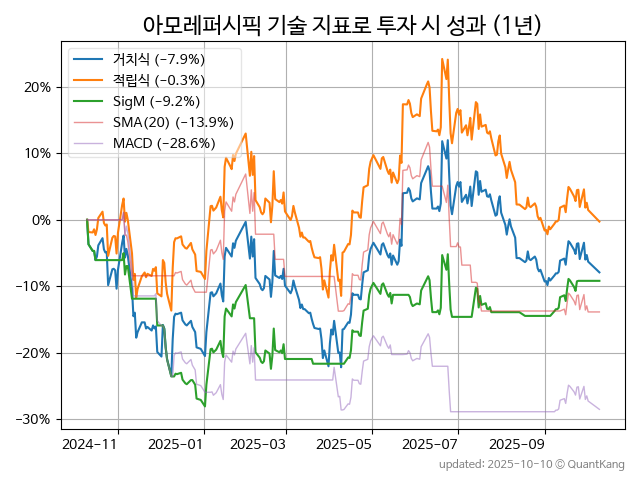 아모레퍼시픽 기술 지표로 투자 시 성과 (1년)
거치식 (−7.9%)
적립식 (−0.3%)
SigM (−9.2%)
SMA(20) (−13.9%)
MACD (−28.6%)
20%
10%
0%
−10%
−20%
−30%
2024-11 2025-01 2025-03 2025-05 2025-07 2025-09
updated: 2025-10-10 © QuantKang